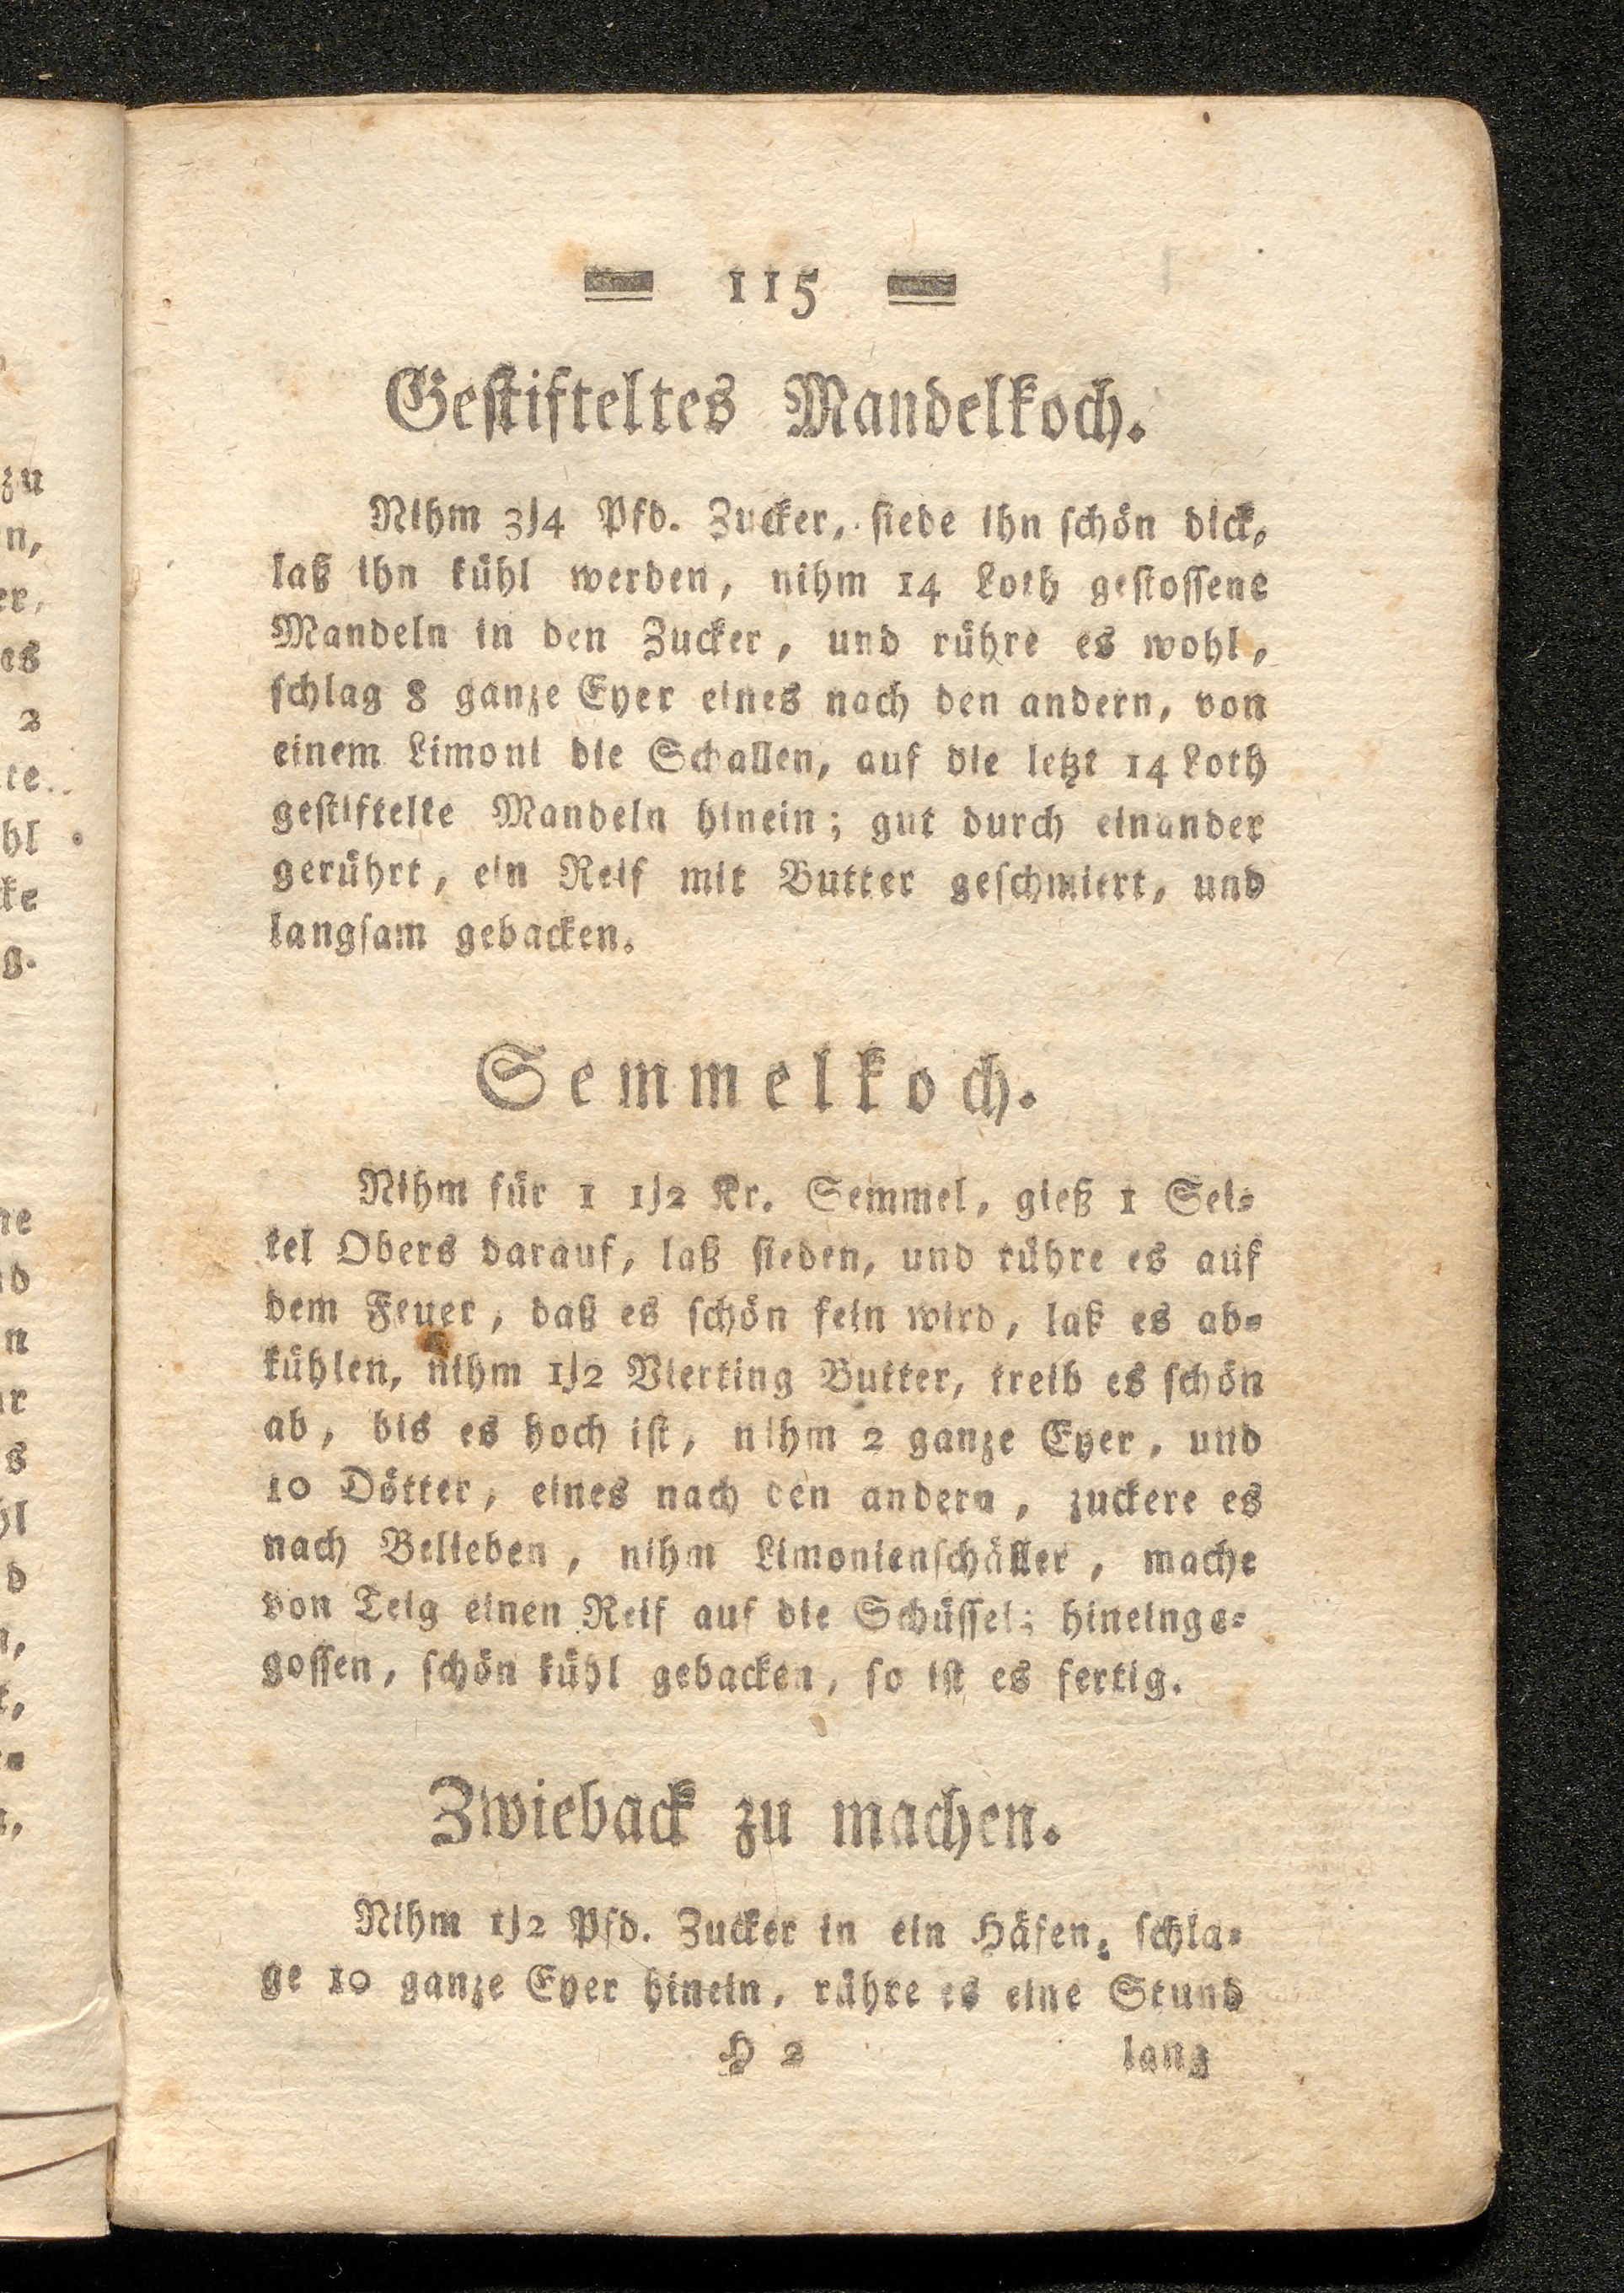 115
Gestifteltes Mandelkoch.
Nihm 3/4 Pfd. Zucker, siede ihn schön dick,
laß ihn kühl werden, nihm 14 Loth gestossene
Mandeln in den Zucker, und rühre es wohl,
schlag 8 ganze Eyer eines nach den andern, von
einem Limoni die Schallen, auf die letzt 14 Loth
gestiftelte Mandeln hinein; gut durch einander
gerührt, ein Reif mit Butter geschmiert, und
langsam gebacken.
Semmelkoch.
Nihm für 1 1/2 Kr. Semmel, gieß 1 Sei-
tel Obers darauf, laß sieden, und rühre es auf
dem Feuer, daß es schön fein wird, laß es ab-
kühlen, nihm 1/2 Vierting Butter, treib es schön
ab, bis es hoch ist, nihm 2 ganze Eyer, und
10 Dötter, eines nach den andern, zuckere es
nach Belieben, nihm Limonienschäller, mache
von Teig einen Reif auf die Schüssel; hineinge-
gossen, schön kühl gebacken, so ist es fertig.
Zwieback zu machen.
Nihm 1/2 Pfd. Zucker in ein Häfen, schla-
ge 10 ganze Eyer hinein, rühre es eine Stund
H 2 lang